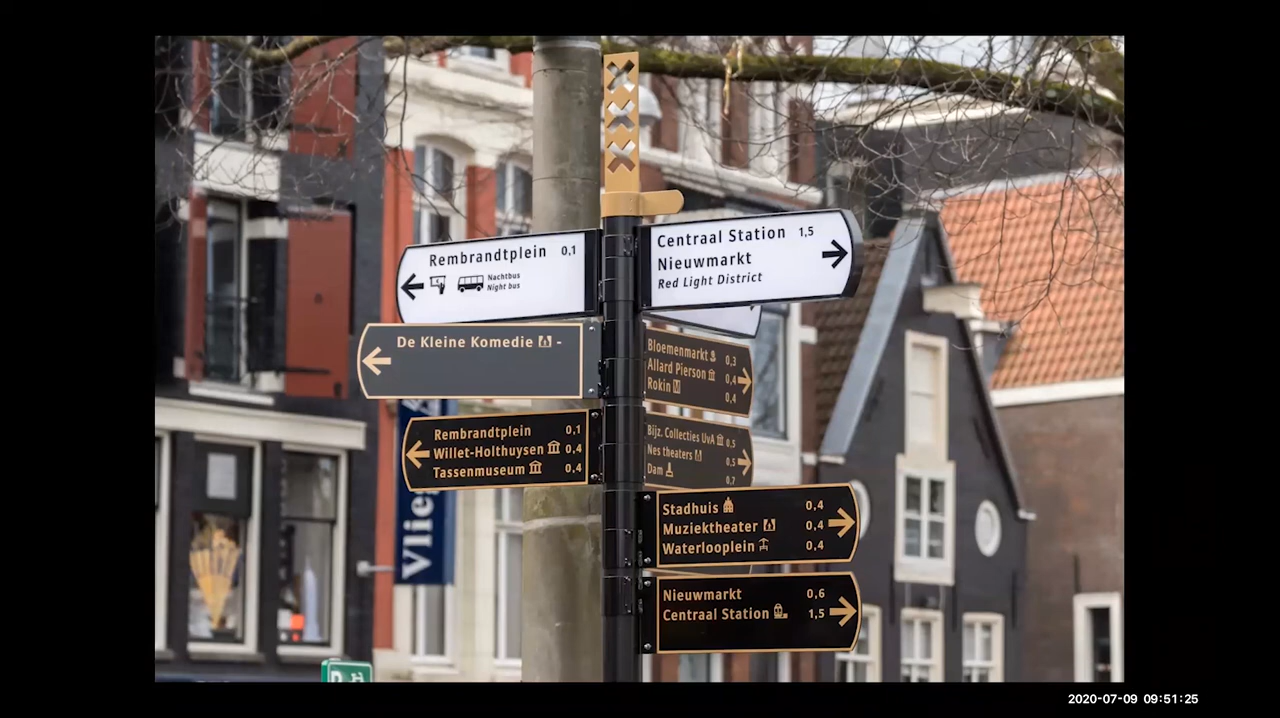 Rembrandtplein 0,1
Nachtbus
Night bus
Centraal Station 1,5
Nieuwmarkt
Red Light District
De Kleine Komedie -
Bloemenmarkt 0,3
Allard Pierson 0,4
Rokin 0,4
Rembrandtplein 0,1
Willet-Holthuysen 0,4
Tassenmuseum 0,4
Bijz. Collecties UvA 0,5
Nes theaters 0,5
Dam 0,7
Stadhuis 0,4
Muziektheater 0,4
Waterlooplein 0,4
Nieuwmarkt 0,6
Centraal Station 1,5
Vlie
2020-07-09 09:51:25